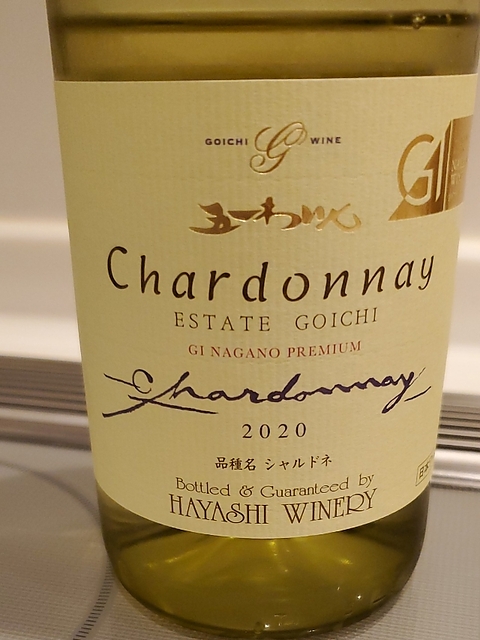 GOICHI G WINE
GI
五一わいん
Chardonnay
ESTATE GOICHI
GI NAGANO PREMIUM
Chardonnay
2020
品種名 シャルドネ
Bottled & Guaranteed by
HAYASHI WINERY